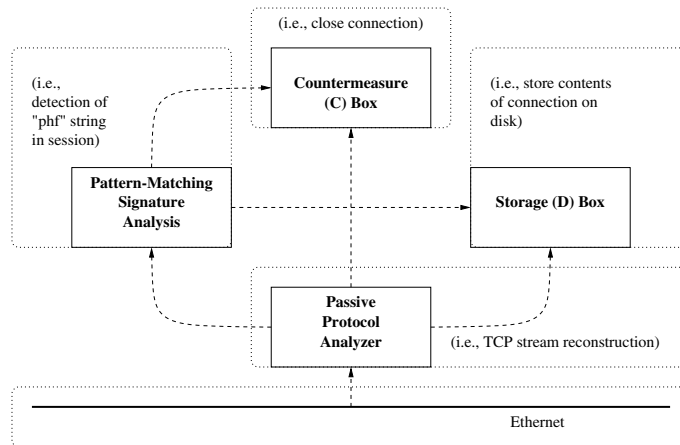 (i.e., close connection)
Countermeasure
(C) Box
(i.e.,
detection of
"phf" string
in session)
(i.e., store contents
of connection on
disk)
Pattern-Matching
Signature
Analysis
Storage (D) Box
Passive
Protocol
Analyzer
(i.e., TCP stream reconstruction)
Ethernet